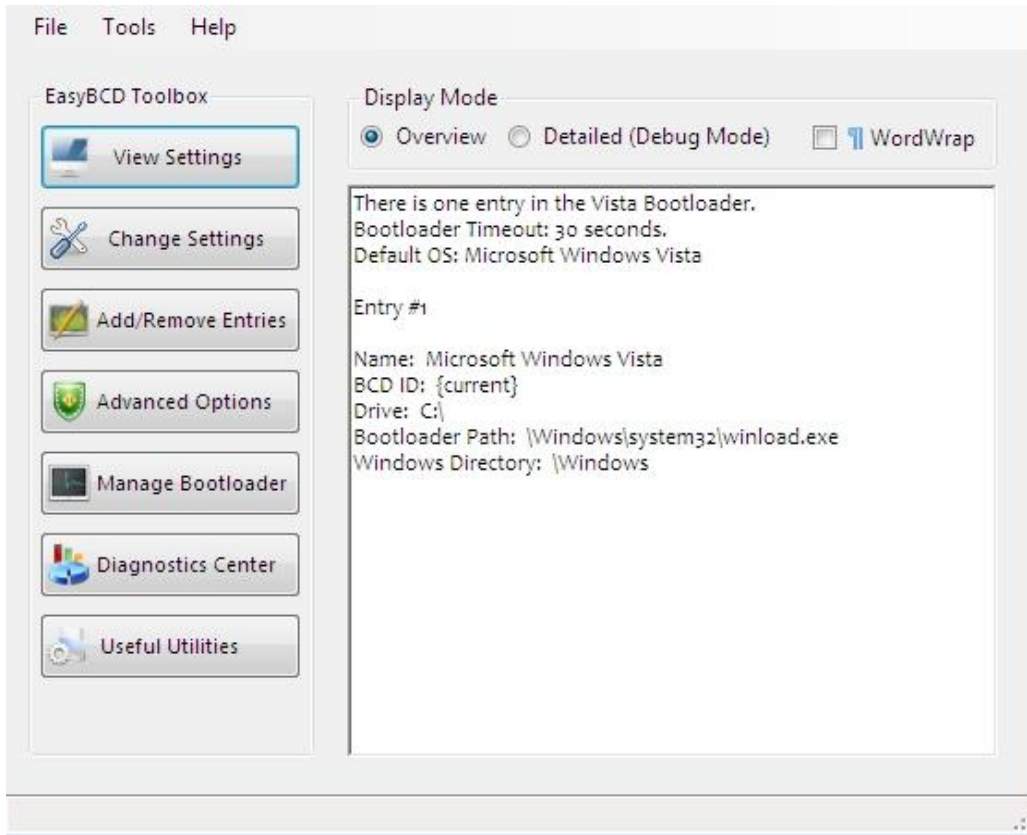 File Tools Help
EasyBCD Toolbox
View Settings
Change Settings
Add/Remove Entries
Advanced Options
Manage Bootloader
Diagnostics Center
Useful Utilities
Display Mode
Overview Detailed (Debug Mode) ¶ WordWrap
There is one entry in the Vista Bootloader.
Bootloader Timeout: 30 seconds.
Default OS: Microsoft Windows Vista
Entry #1
Name: Microsoft Windows Vista
BCD ID: {current}
Drive: C:\
Bootloader Path: \Windows\system32\winload.exe
Windows Directory: \Windows